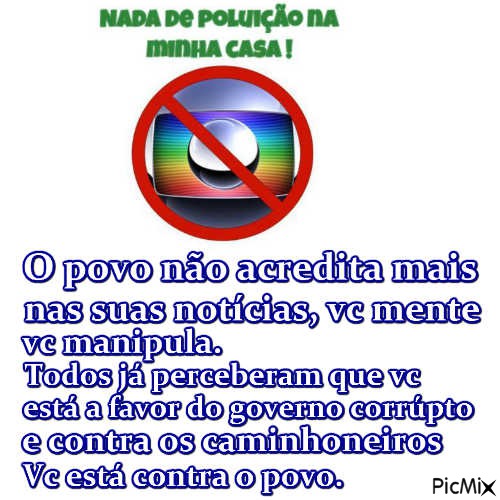 Nada de poluição na
minha casa !
O povo não acredita mais
nas suas notícias, vc mente
vc manipula.
Todos já perceberam que vc
está a favor do governo corrúpto
e contra os caminhoneiros
Vc está contra o povo.
PicMix